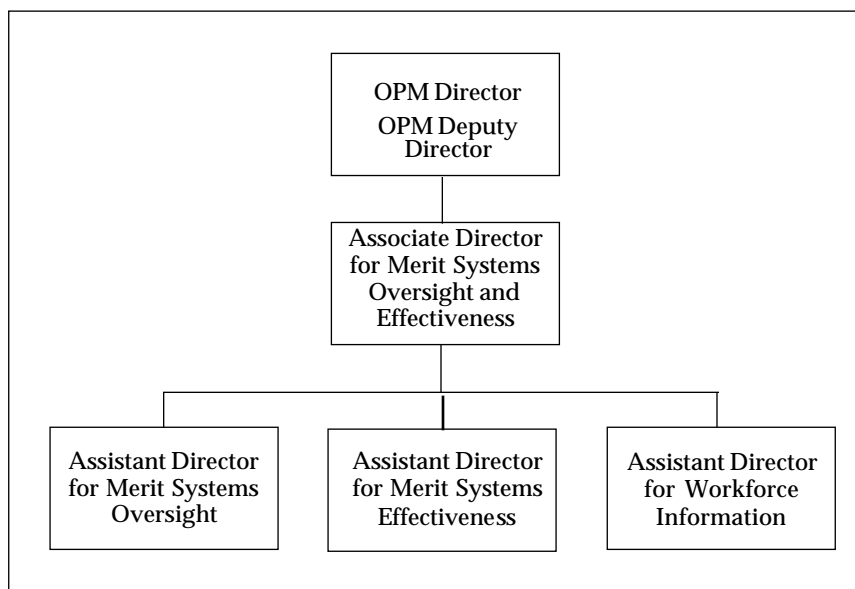 OPM Director
OPM Deputy
Director
Associate Director
for Merit Systems
Oversight and
Effectiveness
Assistant Director
for Merit Systems
Oversight
Assistant Director
for Merit Systems
Effectiveness
Assistant Director
for Workforce
Information